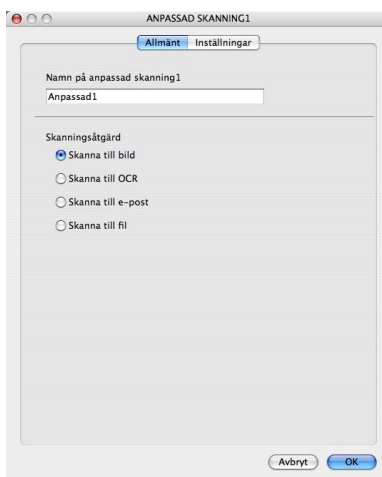 ANPASSAD SKANNING1
Allmänt Inställningar
Namn på anpassad skanning1
Anpassad1
Skanningsåtgärd
Skanna till bild
Skanna till OCR
Skanna till e-post
Skanna till fil
Avbryt OK